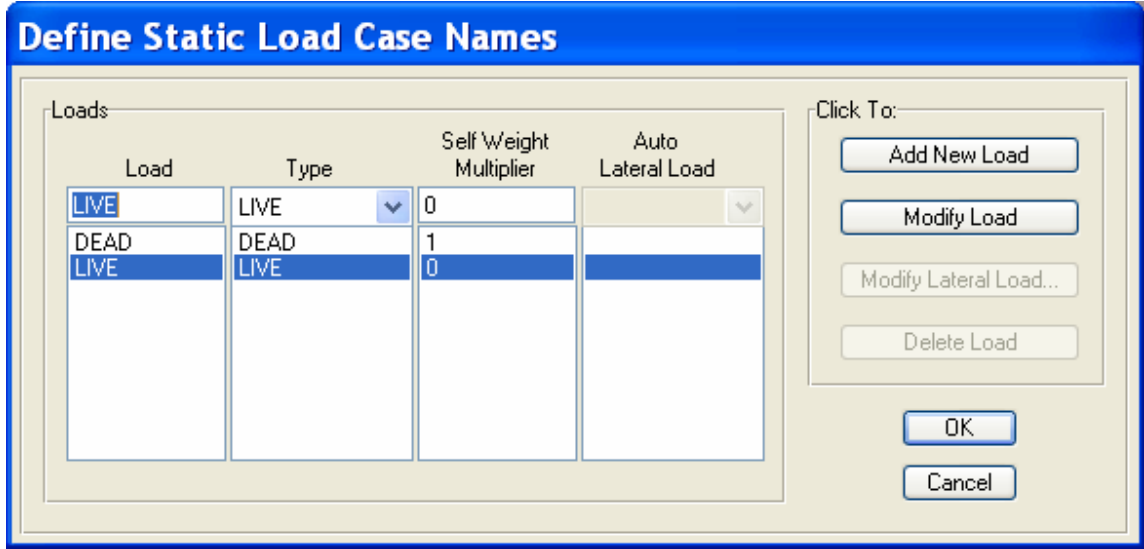 Define Static Load Case Names
Loads
Click To:
Self Weight Auto
Load Type Multiplier Lateral Load
LIVE LIVE 0
DEAD DEAD 1
LIVE LIVE 0
Add New Load
Modify Load
Modify Lateral Load...
Delete Load
OK
Cancel